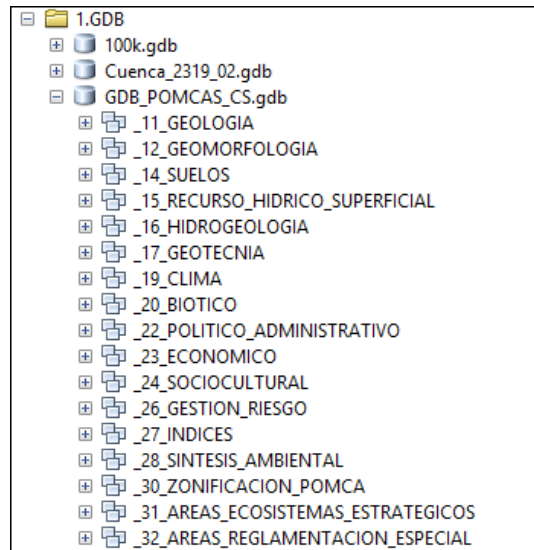 1.GDB
100k.gdb
Cuenca_2319_02.gdb
GDB_POMCAS_CS.gdb
_11_GEOLOGIA
_12_GEOMORFOLOGIA
_14_SUELOS
_15_RECURSO_HIDRICO_SUPERFICIAL
_16_HIDROGEOLOGIA
_17_GEOTECNIA
_19_CLIMA
_20_BIOTICO
_22_POLITICO_ADMINISTRATIVO
_23_ECONOMICO
_24_SOCIOCULTURAL
_26_GESTION_RIESGO
_27_INDICES
_28_SINTESIS_AMBIENTAL
_30_ZONIFICACION_POMCA
_31_AREAS_ECOSISTEMAS_ESTRATEGICOS
_32_AREAS_REGLAMENTACION_ESPECIAL